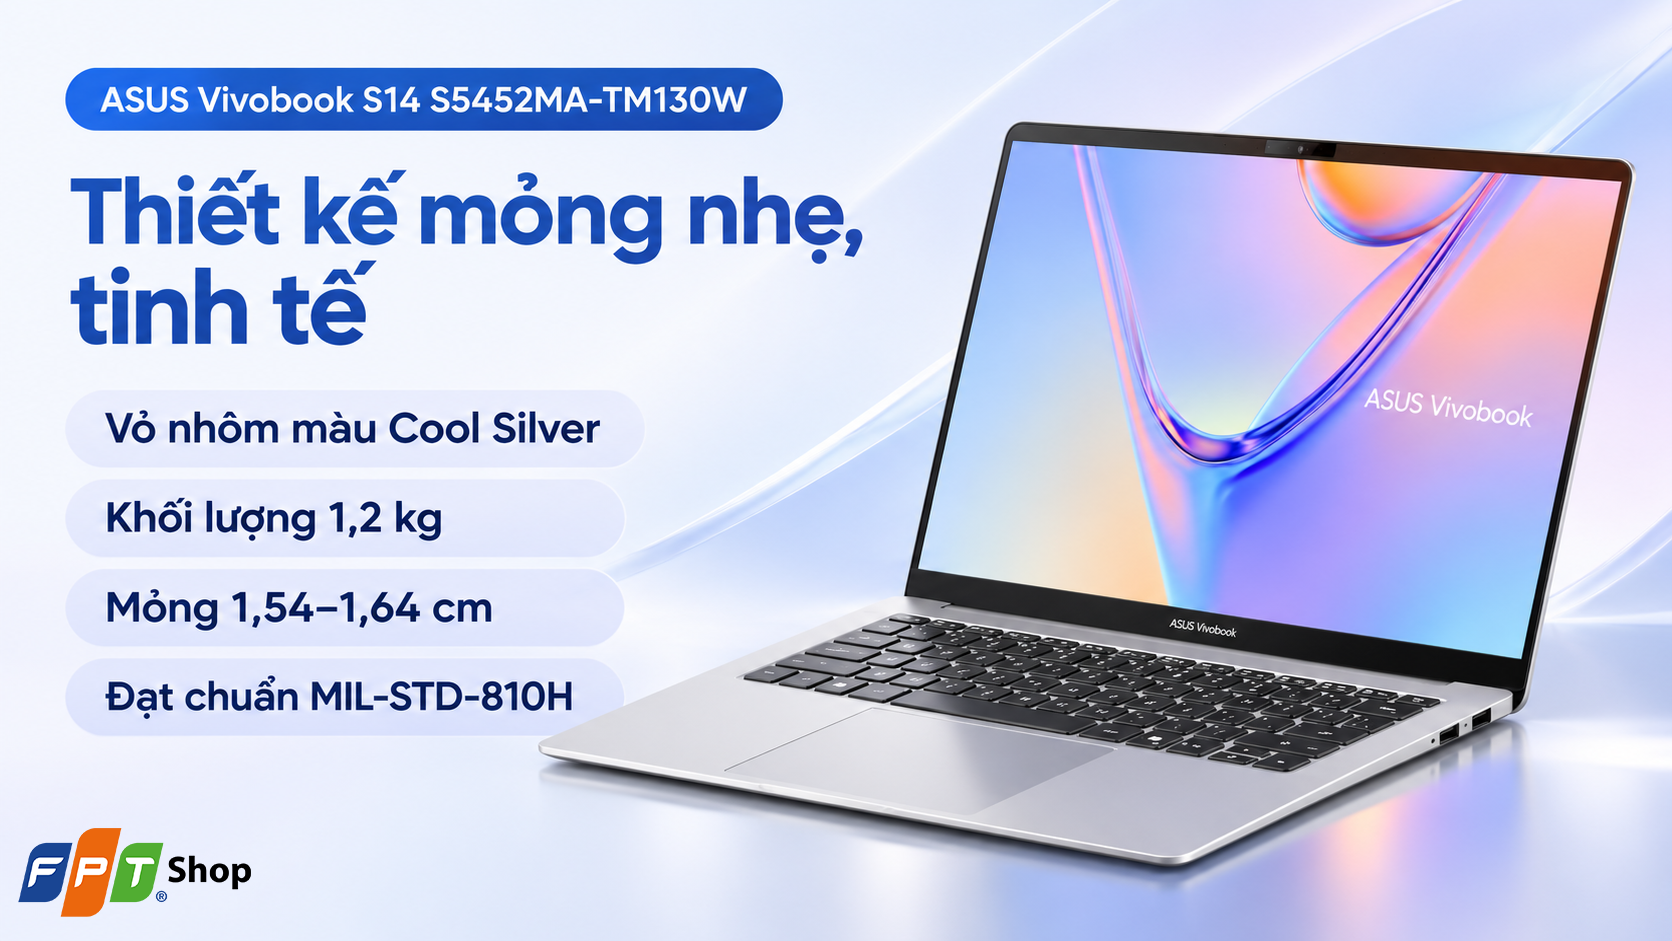 ASUS Vivobook S14 S5452MA-TM130W
Thiết kế mỏng nhẹ,
tinh tế
Vỏ nhôm màu Cool Silver
Khối lượng 1,2 kg
Mỏng 1,54–1,64 cm
Đạt chuẩn MIL-STD-810H
ASUS Vivobook
ASUS Vivobook
FPT® Shop